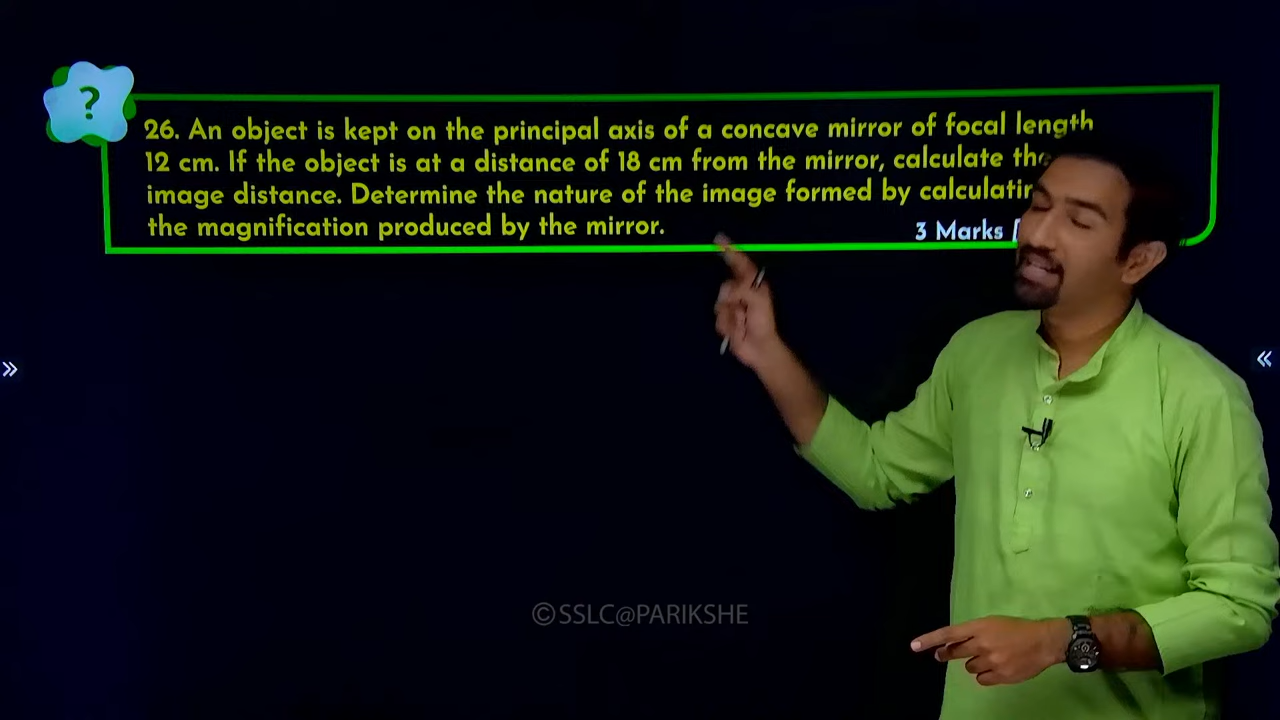 ?
26. An object is kept on the principal axis of a concave mirror of focal length
12 cm. If the object is at a distance of 18 cm from the mirror, calculate the
image distance. Determine the nature of the image formed by
the magnification produced by the mirror.
3 Marks [
»
«
©SSLC@PARIKSHE